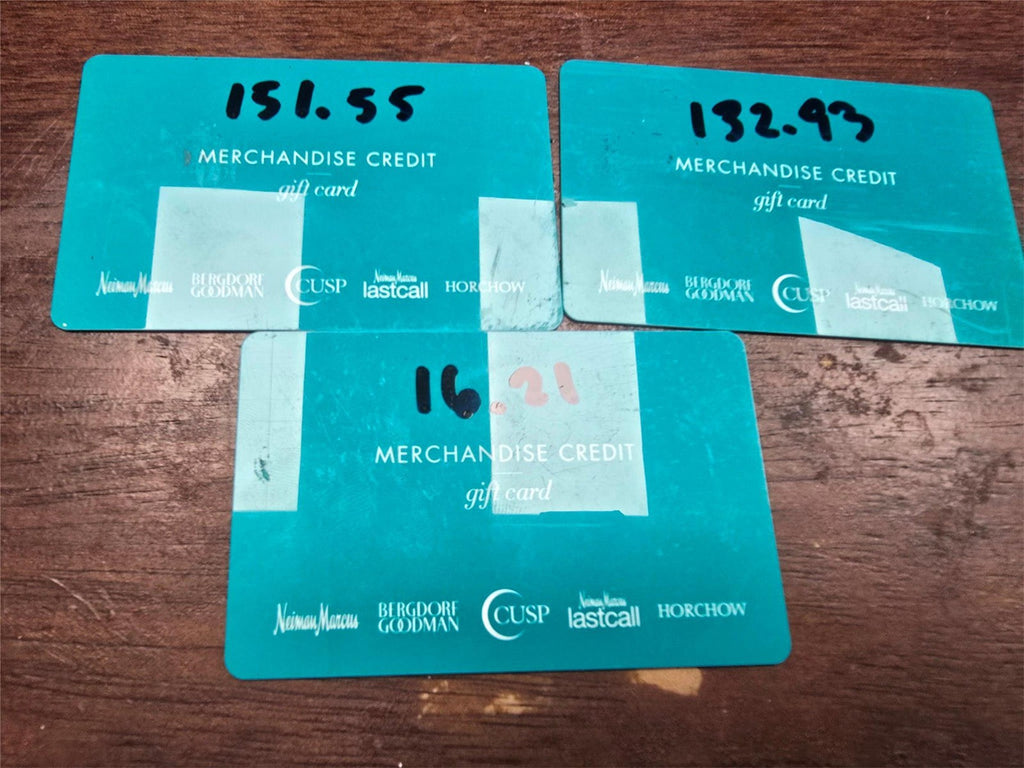 151.55
MERCHANDISE CREDIT
gift card
Neiman Marcus BERGDORF GOODMAN CUSP Neiman Marcus lastcall HORCHOW
132.93
MERCHANDISE CREDIT
gift card
Neiman Marcus BERGDORF GOODMAN CUSP Neiman Marcus lastcall HORCHOW
16.21
MERCHANDISE CREDIT
gift card
Neiman Marcus BERGDORF GOODMAN CUSP Neiman Marcus lastcall HORCHOW